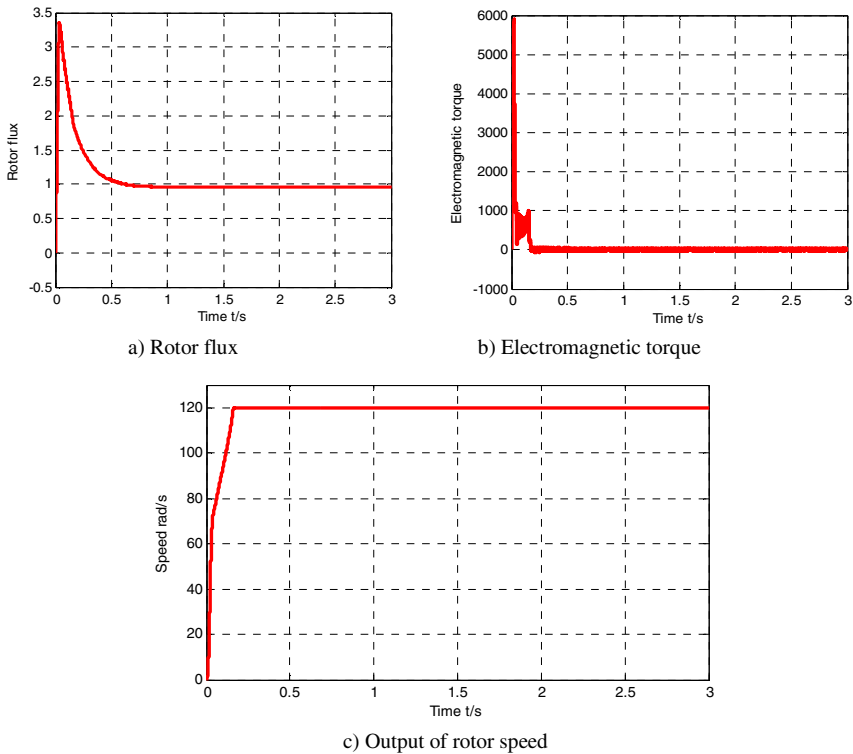 3.5
3
2.5
2
1.5
1
0.5
0
-0.5
Rotor flux
0 0.5 1 1.5 2 2.5 3
Time t/s
a) Rotor flux
6000
5000
4000
3000
2000
1000
0
-1000
Electromagnetic torque
0 0.5 1 1.5 2 2.5 3
Time t/s
b) Electromagnetic torque
120
100
80
60
40
20
0
Speed rad/s
0 0.5 1 1.5 2 2.5 3
Time t/s
c) Output of rotor speed